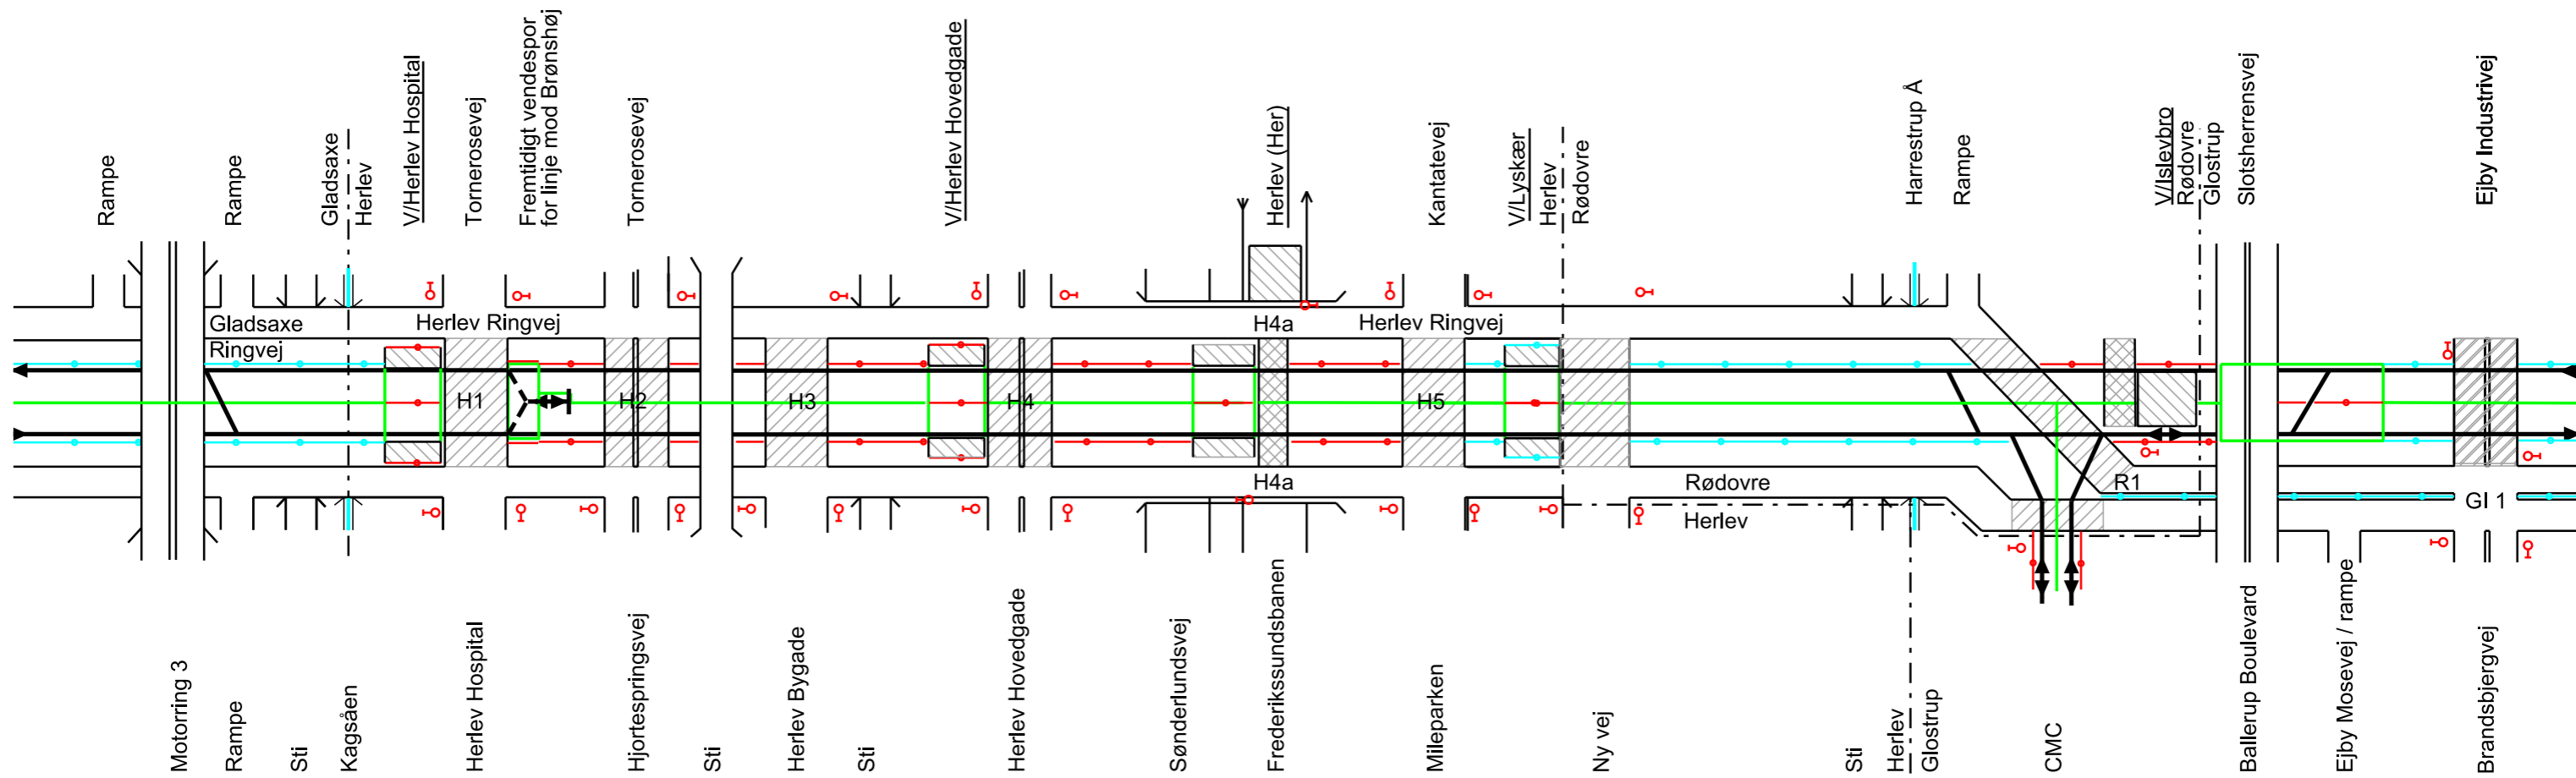 Rampe
Rampe
Gladsaxe
Herlev
V/Herlev Hospital
Tornerosevej
Fremtidigt vendespor
for linje mod Brønshøj
Tornerosevej
V/Herlev Hovedgade
Herlev (Her)
Kantatevej
V/Lyskær
Herlev
Rødovre
Harrestrup Å
Rampe
V/Islevbro
Rødovre
Glostrup
Slotsherrensvej
Ejby Industrivej
Gladsaxe
Ringvej
Herlev Ringvej
H4a
Herlev Ringvej
H1
H2
H3
H4
H5
H4a
Rødovre
Herlev
R1
Gl 1
Motorring 3
Rampe
Sti
Kagsåen
Herlev Hospital
Hjortespringsvej
Sti
Herlev Bygade
Sti
Herlev Hovedgade
Sønderlundsvej
Frederikssundsbanen
Mileparken
Ny vej
Sti
Herlev
Glostrup
CMC
Ballerup Boulevard
Ejby Mosevej / rampe
Brandsbjergvej